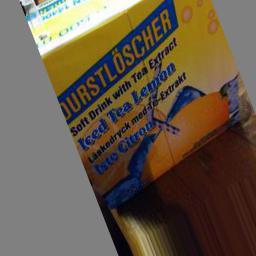 DURSTLÖSCHER
Soft Drink with Tea Extract
Iced Tea Lemon
Läskedryck med Te-Extrakt
Iste Citron